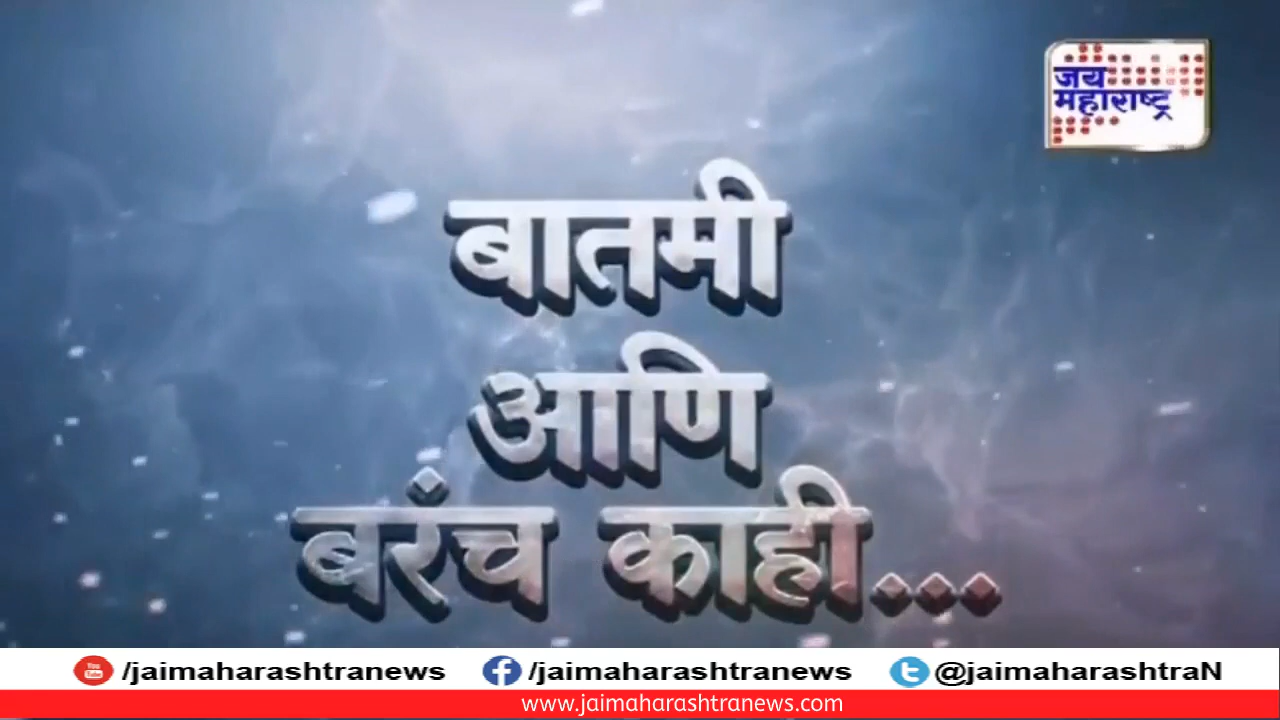 जय
महाराष्ट्र
बातमी
आणि
बरंच काही...
/jaimaharashtranews /jaimaharashtranews @jaimaharashtraN
www.jaimaharashtranews.com